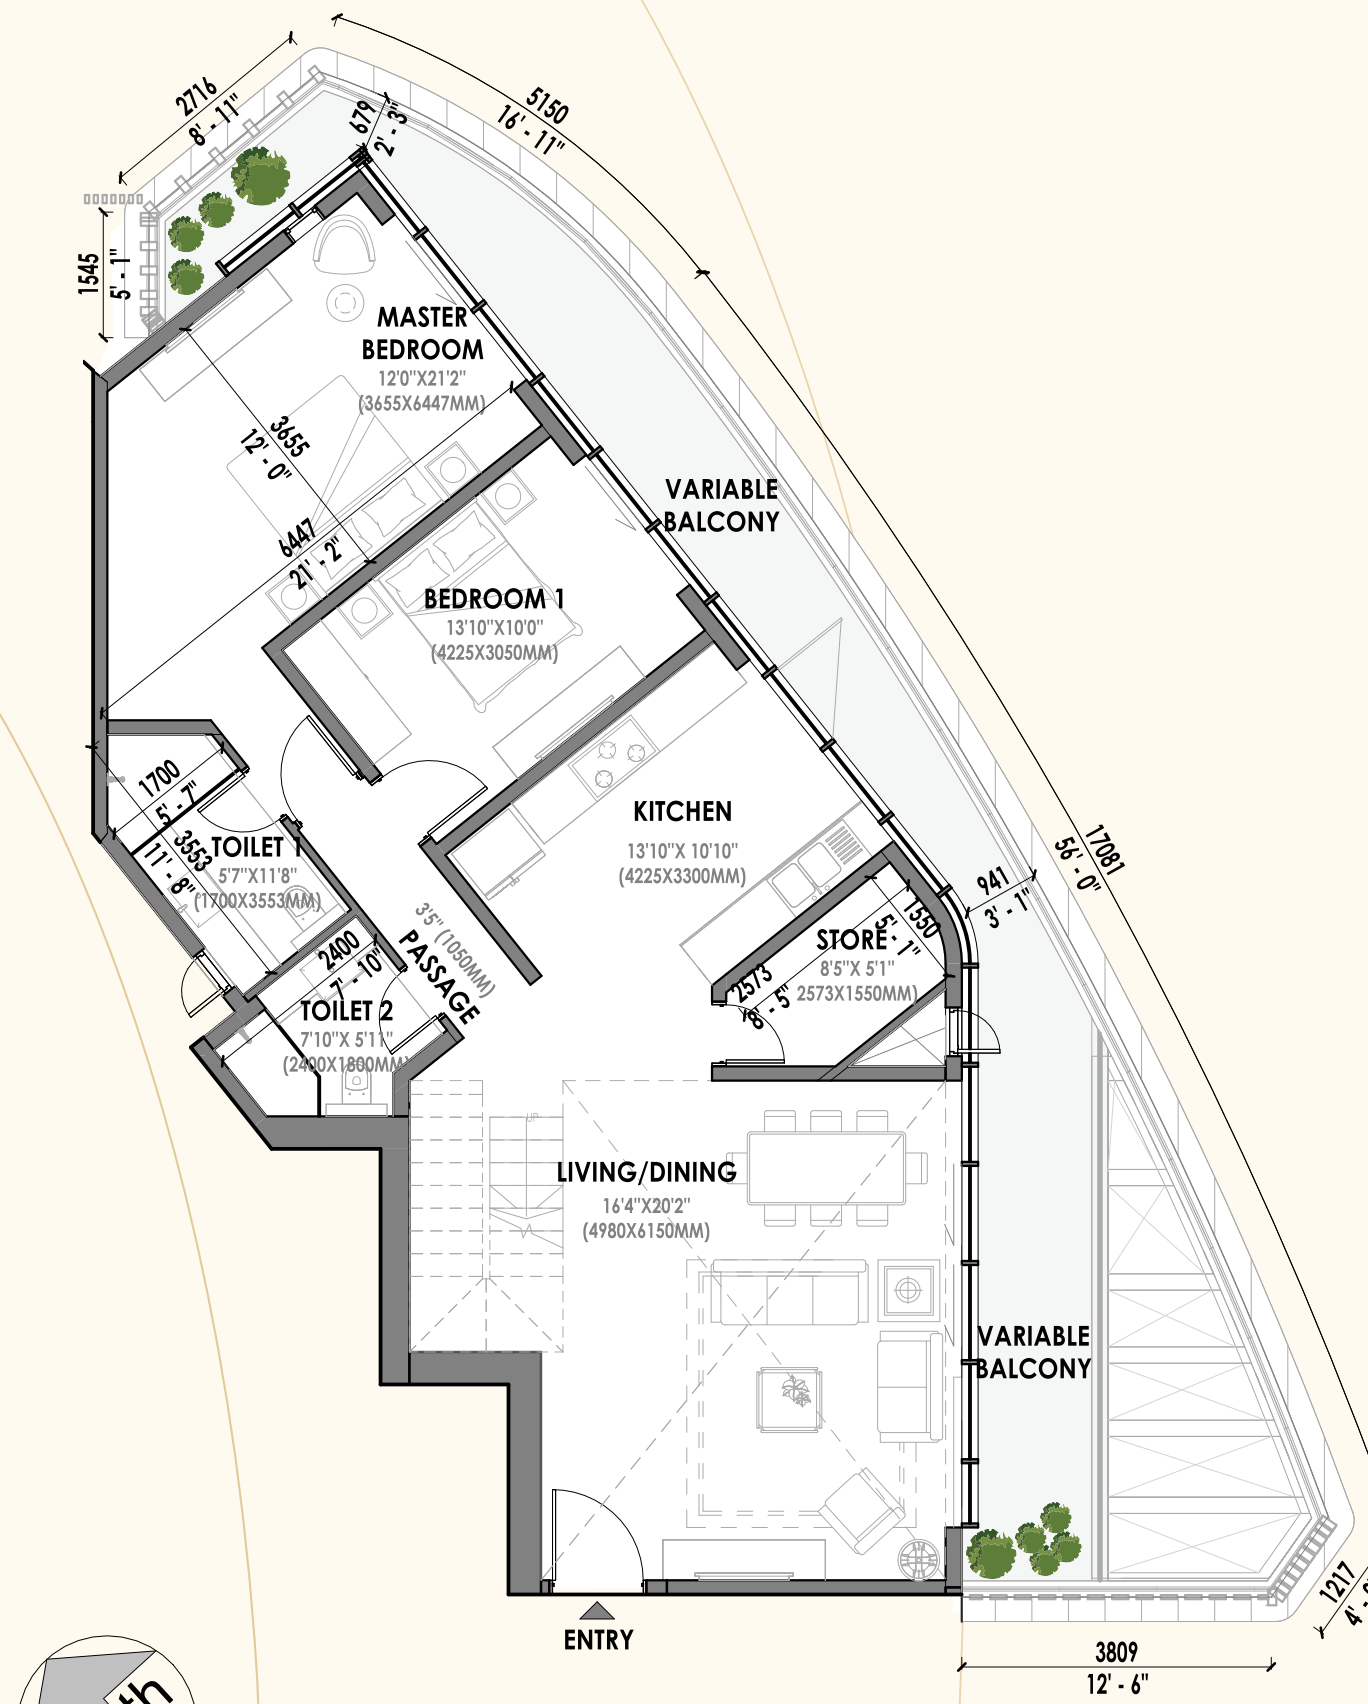 2716
8' - 11"
5150
16' - 11"
679
2' - 3"
1545
5' - 1"
MASTER
BEDROOM
12'0"X21'2"
(3655X6447MM)
3655
12' - 0"
6447
21' - 2"
VARIABLE
BALCONY
BEDROOM 1
13'10"X10'0"
(4225X3050MM)
1700
5' - 7"
KITCHEN
13'10"X 10'10"
(4225X3300MM)
17081
56' - 0"
3553
11' - 8"
TOILET 1
5'7"X11'8"
(1700X3553MM)
941
3' - 1"
1550
5' - 1"
STORE
8'5"X 5'1"
2573X1550MM)
2573
8' - 5"
3'5" (1050MM)
PASSAGE
2400
7' - 10"
TOILET 2
7'10"X 5'11"
(2400X1800MM)
UP
LIVING/DINING
16'4"X20'2"
(4980X6150MM)
VARIABLE
BALCONY
1217
4' -
ENTRY
3809
12' - 6"
th